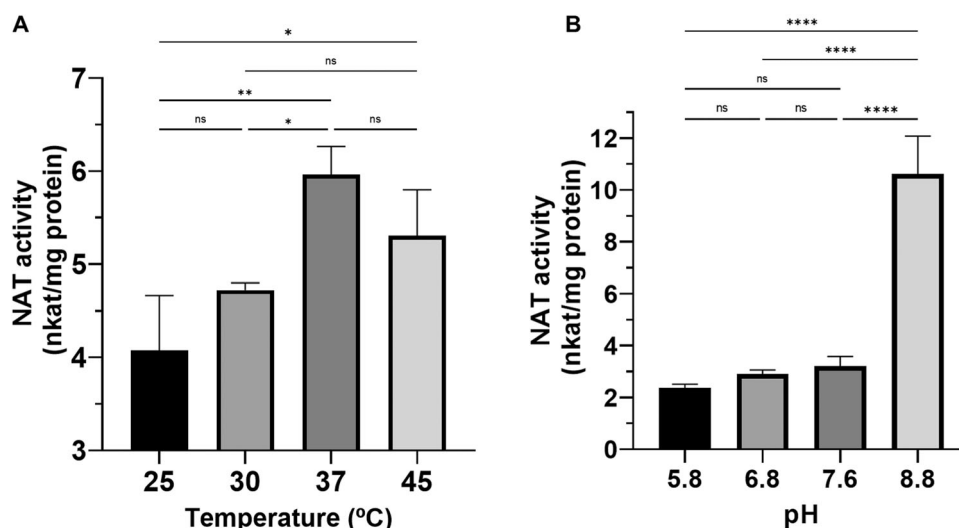 A
*
ns
**
ns * ns
7
6
5
4
3
NAT activity
(nkat/mg protein)
25 30 37 45
Temperature (ºC)
B
****
****
ns
ns ns ****
12
10
8
6
4
2
0
NAT activity
(nkat/mg protein)
5.8 6.8 7.6 8.8
pH